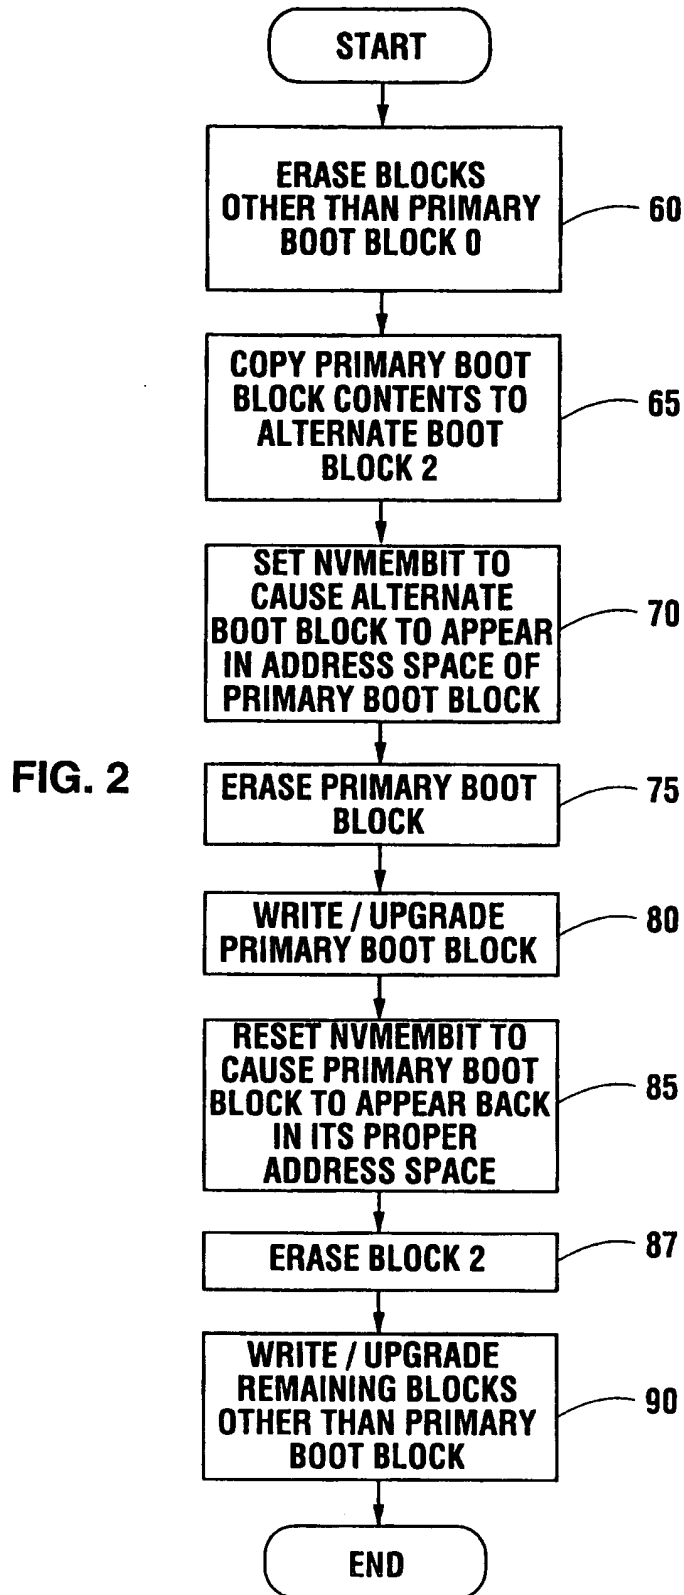 START
ERASE BLOCKS
OTHER THAN PRIMARY
BOOT BLOCK 0
60
COPY PRIMARY BOOT
BLOCK CONTENTS TO
ALTERNATE BOOT
BLOCK 2
65
SET NVMEMBIT TO
CAUSE ALTERNATE
BOOT BLOCK TO APPEAR
IN ADDRESS SPACE OF
PRIMARY BOOT BLOCK
70
FIG. 2
ERASE PRIMARY BOOT
BLOCK
75
WRITE / UPGRADE
PRIMARY BOOT BLOCK
80
RESET NVMEMBIT TO
CAUSE PRIMARY BOOT
BLOCK TO APPEAR BACK
IN ITS PROPER
ADDRESS SPACE
85
ERASE BLOCK 2
87
WRITE / UPGRADE
REMAINING BLOCKS
OTHER THAN PRIMARY
BOOT BLOCK
90
END